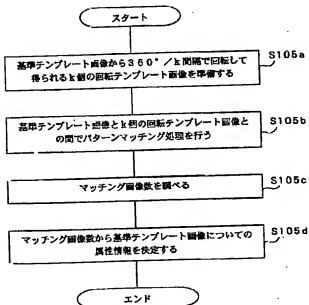 スタート
基準テンプレート画像から360°/k間隔で回転して
得られるk個の回転テンプレート画像を準備する
S105a
基準テンプレート画像とk個の回転テンプレート画像と
の間でパターンマッチング処理を行う
S105b
マッチング画像数を調べる
S105c
マッチング画像数から基準テンプレート画像についての
属性情報を決定する
S105d
エンド